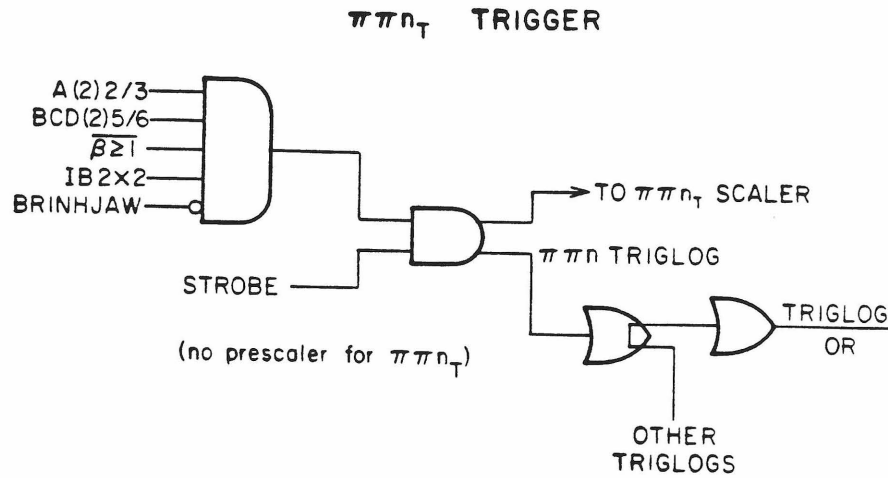 ππn_T TRIGGER
A(2)2/3
BCD(2)5/6
β≥1
IB2×2
BRINHJAW
TO ππn_T SCALER
ππn TRIGLOG
STROBE
TRIGLOG
OR
(no prescaler for ππn_T)
OTHER
TRIGLOGS